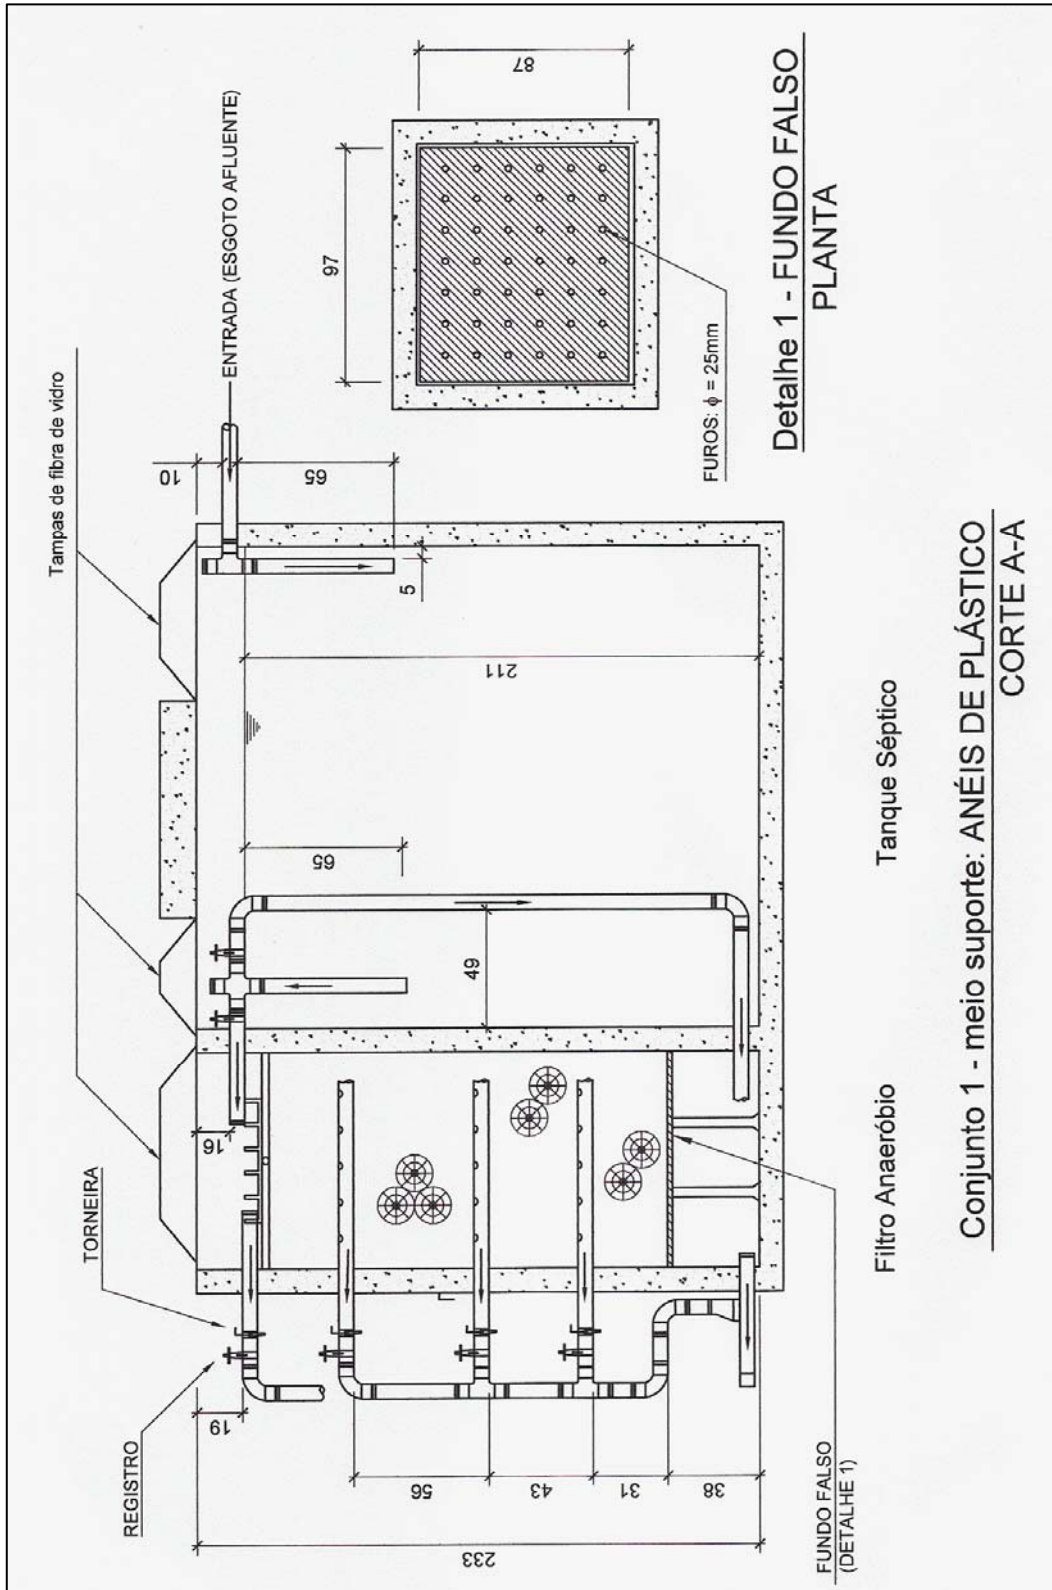 Tampas de fibra de vidro
ENTRADA (ESGOTO AFLUENTE)
TORNEIRA
REGISTRO
10
65
5
211
65
49
16
19
56
43
31
38
233
97
87
FUROS: ϕ = 25mm
Detalhe 1 - FUNDO FALSO
PLANTA
FUNDO FALSO
(DETALHE 1)
Filtro Anaeróbio
Tanque Séptico
Conjunto 1 - meio suporte: ANÉIS DE PLÁSTICO
CORTE A-A